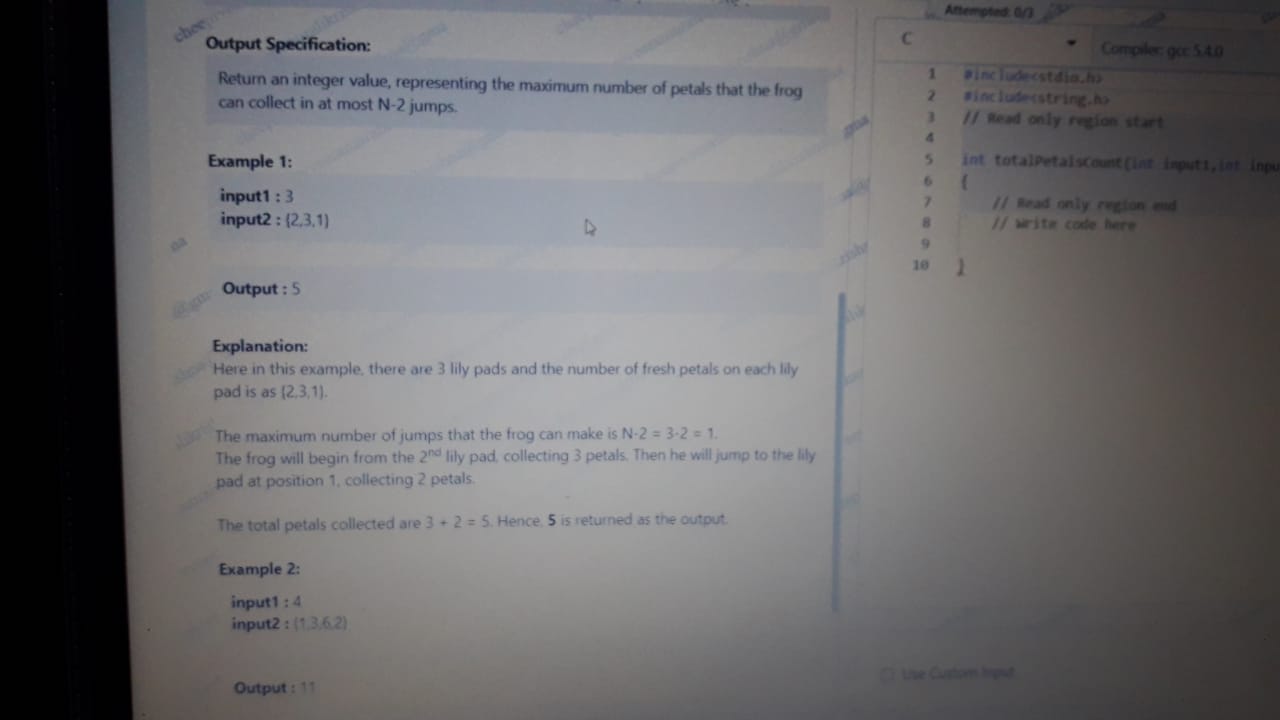 Attempted: 0/3
Output Specification:
Return an integer value, representing the maximum number of petals that the frog
can collect in at most N-2 jumps.
Example 1:
input1 : 3
input2 : {2,3,1}
Output : 5
Explanation:
Here in this example, there are 3 lily pads and the number of fresh petals on each lily
pad is as {2,3,1}.
The maximum number of jumps that the frog can make is N-2 = 3-2 = 1.
The frog will begin from the 2nd lily pad, collecting 3 petals. Then he will jump to the lily
pad at position 1, collecting 2 petals.
The total petals collected are 3 + 2 = 5. Hence, 5 is returned as the output.
Example 2:
input1 : 4
input2 : {1,3,6,2}
Output : 11
C
Compiler: gcc 5.4.0
1 #include<stdio.h>
2 #include<string.h>
3 // Read only region start
4
5 int totalPetalsCount(int input1,int inpu
6 {
7 // Read only region end
8 // Write code here
9
10 }
Use Custom Input